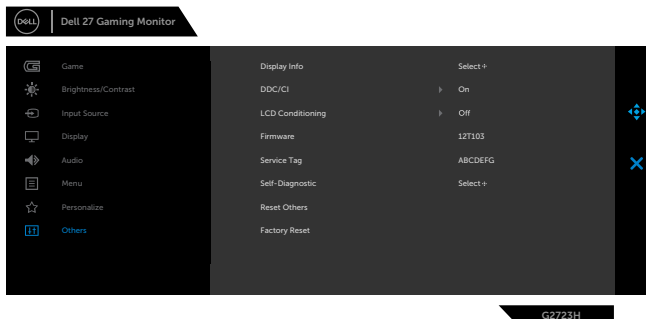 DELL
Dell 27 Gaming Monitor
Game
Display Info Select
Brightness/Contrast
DDC/CI On
Input Source
LCD Conditioning Off
Display
Firmware 12T103
Audio
Service Tag ABCDEFG
Menu
Self-Diagnostic Select
Personalize
Reset Others
Others
Factory Reset
G2723H